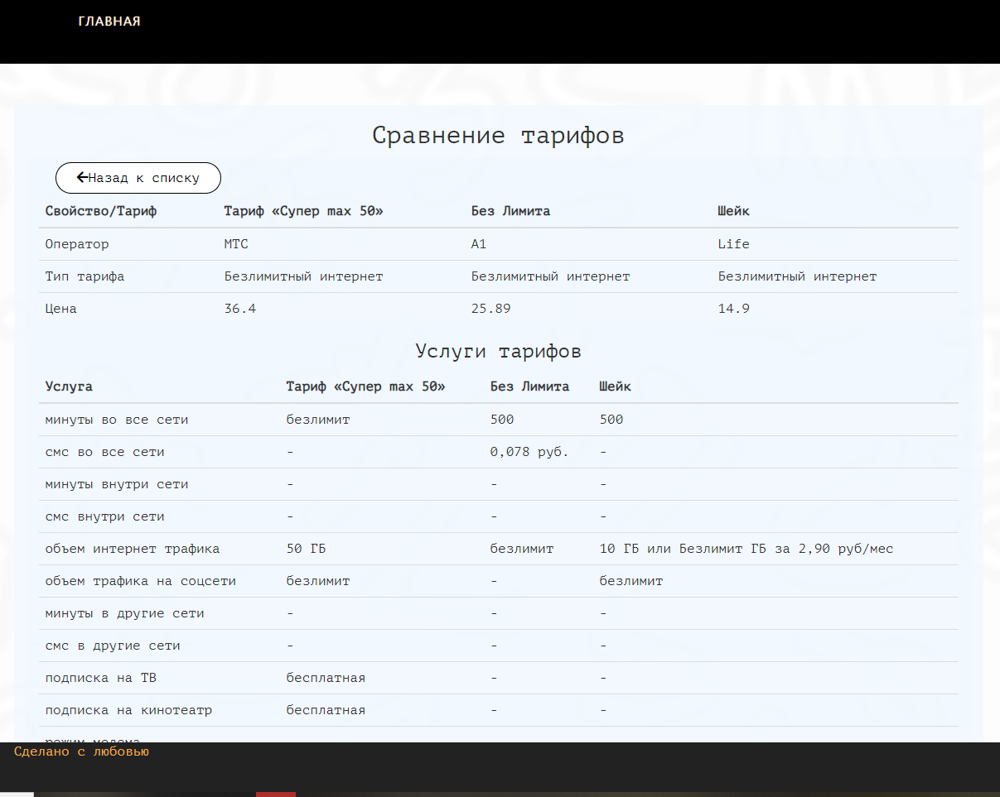 ГЛАВНАЯ
Сравнение тарифов
Назад к списку
Свойство/Тариф Тариф «Супер max 50» Без Лимита Шейк
Оператор МТС А1 Life
Тип тарифа Безлимитный интернет Безлимитный интернет Безлимитный интернет
Цена 36.4 25.89 14.9
Услуги тарифов
Услуга Тариф «Супер max 50» Без Лимита Шейк
минуты во все сети безлимит 500 500
смс во все сети - 0,078 руб. -
минуты внутри сети - - -
смс внутри сети - - -
объем интернет трафика 50 ГБ безлимит 10 ГБ или Безлимит ГБ за 2,90 руб/мес
объем трафика на соцсети безлимит - безлимит
минуты в другие сети - - -
смс в другие сети - - -
подписка на ТВ бесплатная - -
подписка на кинотеатр бесплатная - -
режим модема
Сделано с любовью